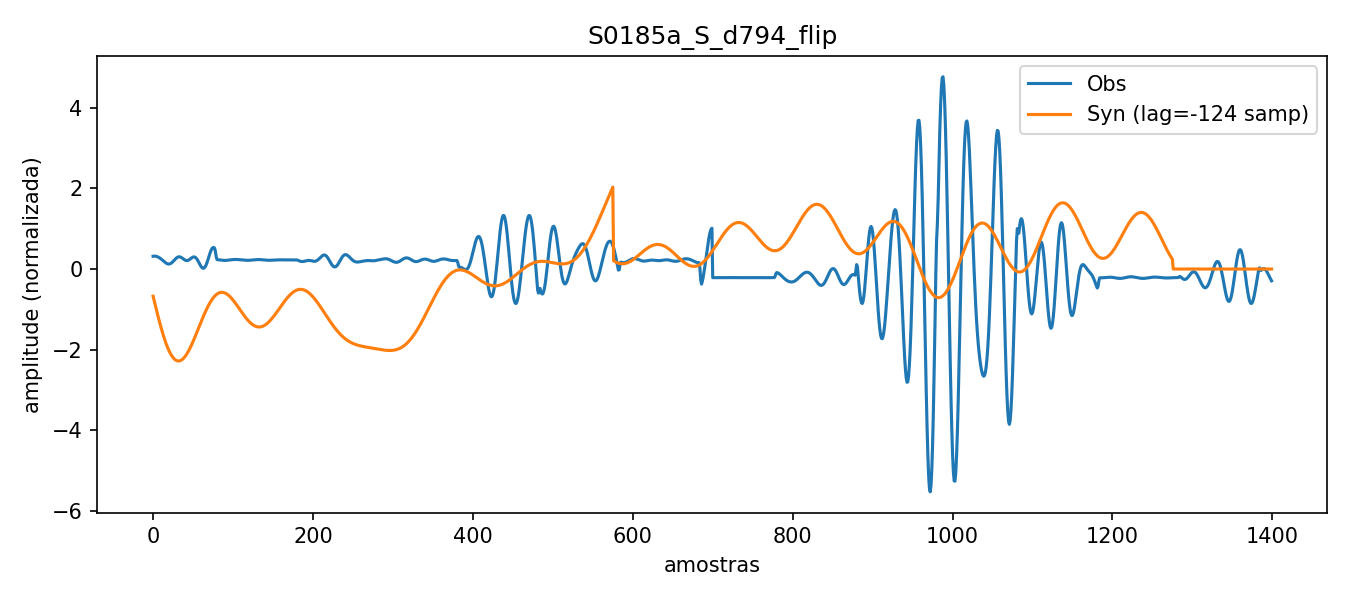 S0185a_S_d794_flip
Obs
Syn (lag=-124 samp)
amplitude (normalizada)
4
2
0
−2
−4
−6
0 200 400 600 800 1000 1200 1400
amostras